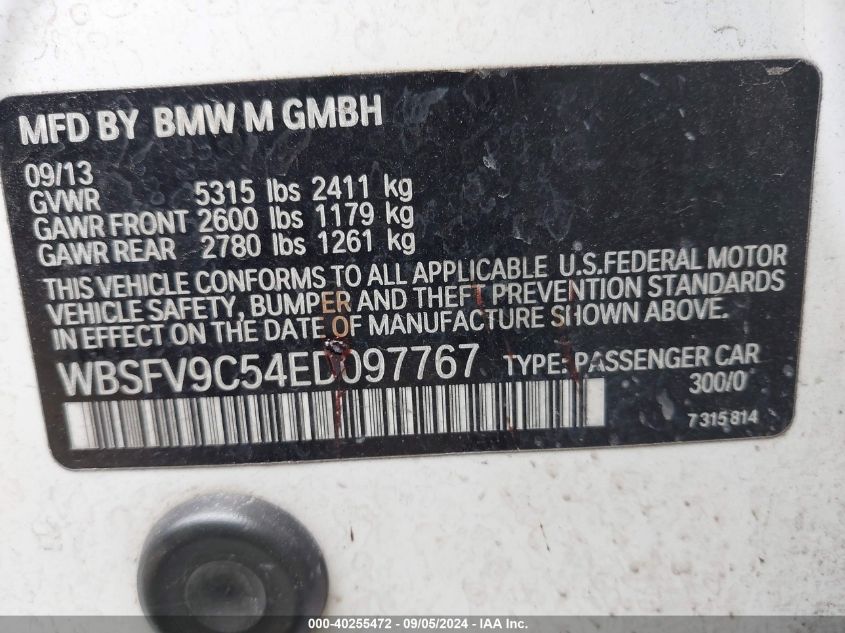 MFD BY BMW M GMBH
09/13
GVWR 5315 lbs 2411 kg
GAWR FRONT 2600 lbs 1179 kg
GAWR REAR 2780 lbs 1261 kg
THIS VEHICLE CONFORMS TO ALL APPLICABLE U.S.FEDERAL MOTOR
VEHICLE SAFETY, BUMPER AND THEFT PREVENTION STANDARDS
IN EFFECT ON THE DATE OF MANUFACTURE SHOWN ABOVE.
WBSFV9C54ED097767 TYPE: PASSENGER CAR
300/0
7 315 814
000-40255472 - 09/05/2024 - IAA Inc.